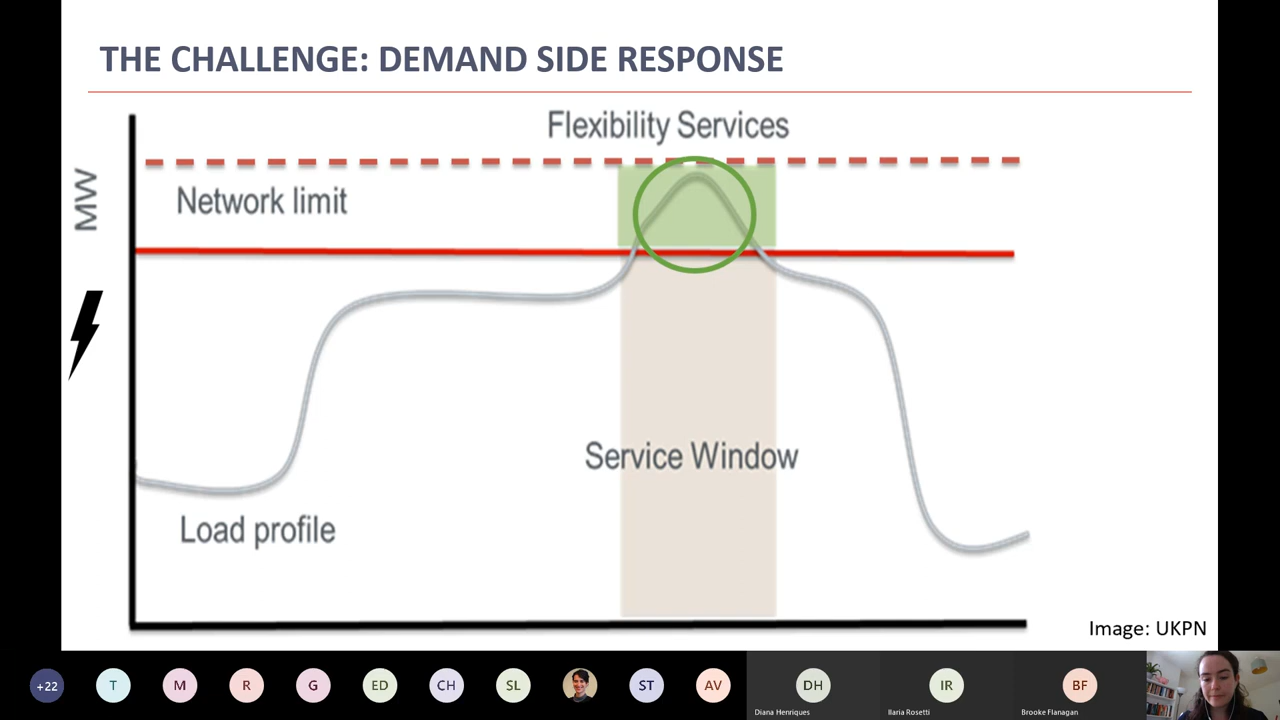 THE CHALLENGE: DEMAND SIDE RESPONSE
Flexibility Services
MW
Network limit
Service Window
Load profile
Image: UKPN
+22
T
M
R
G
ED
CH
SL
ST
AV
DH
IR
BF
Diana Henriques
Ilaria Rosetti
Brooke Flanagan